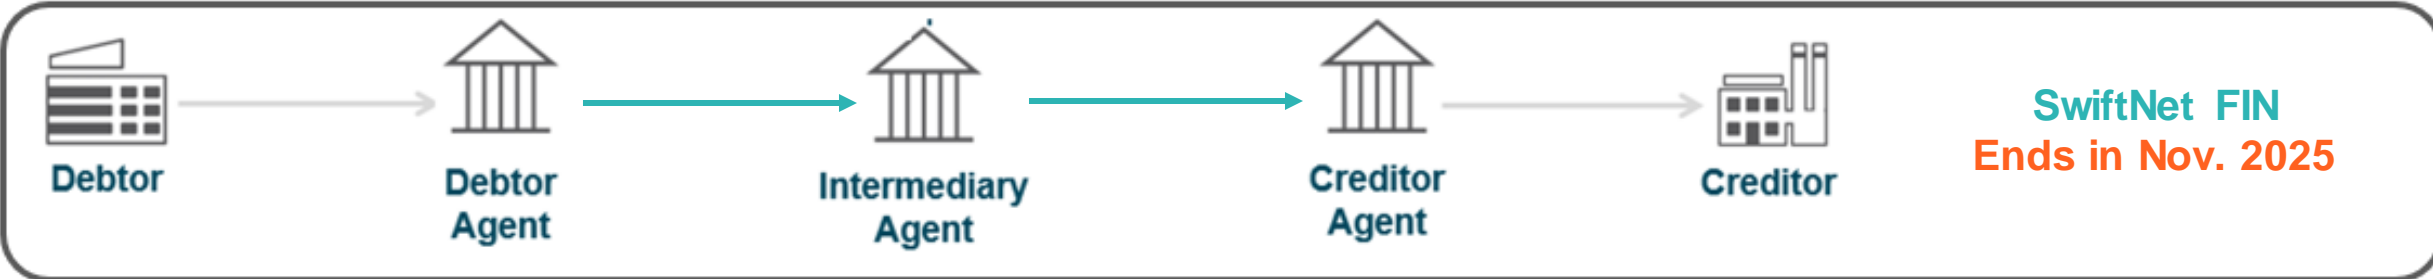 Debtor
Debtor
Agent
Intermediary
Agent
Creditor
Agent
Creditor
SwiftNet FIN
Ends in Nov. 2025